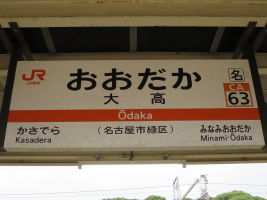 JR
おおだか
名
大高
CA
63
Ōdaka
かさてら
Kasadera
(名古屋市緑区)
みなみおおだか
Minami-Ōdaka